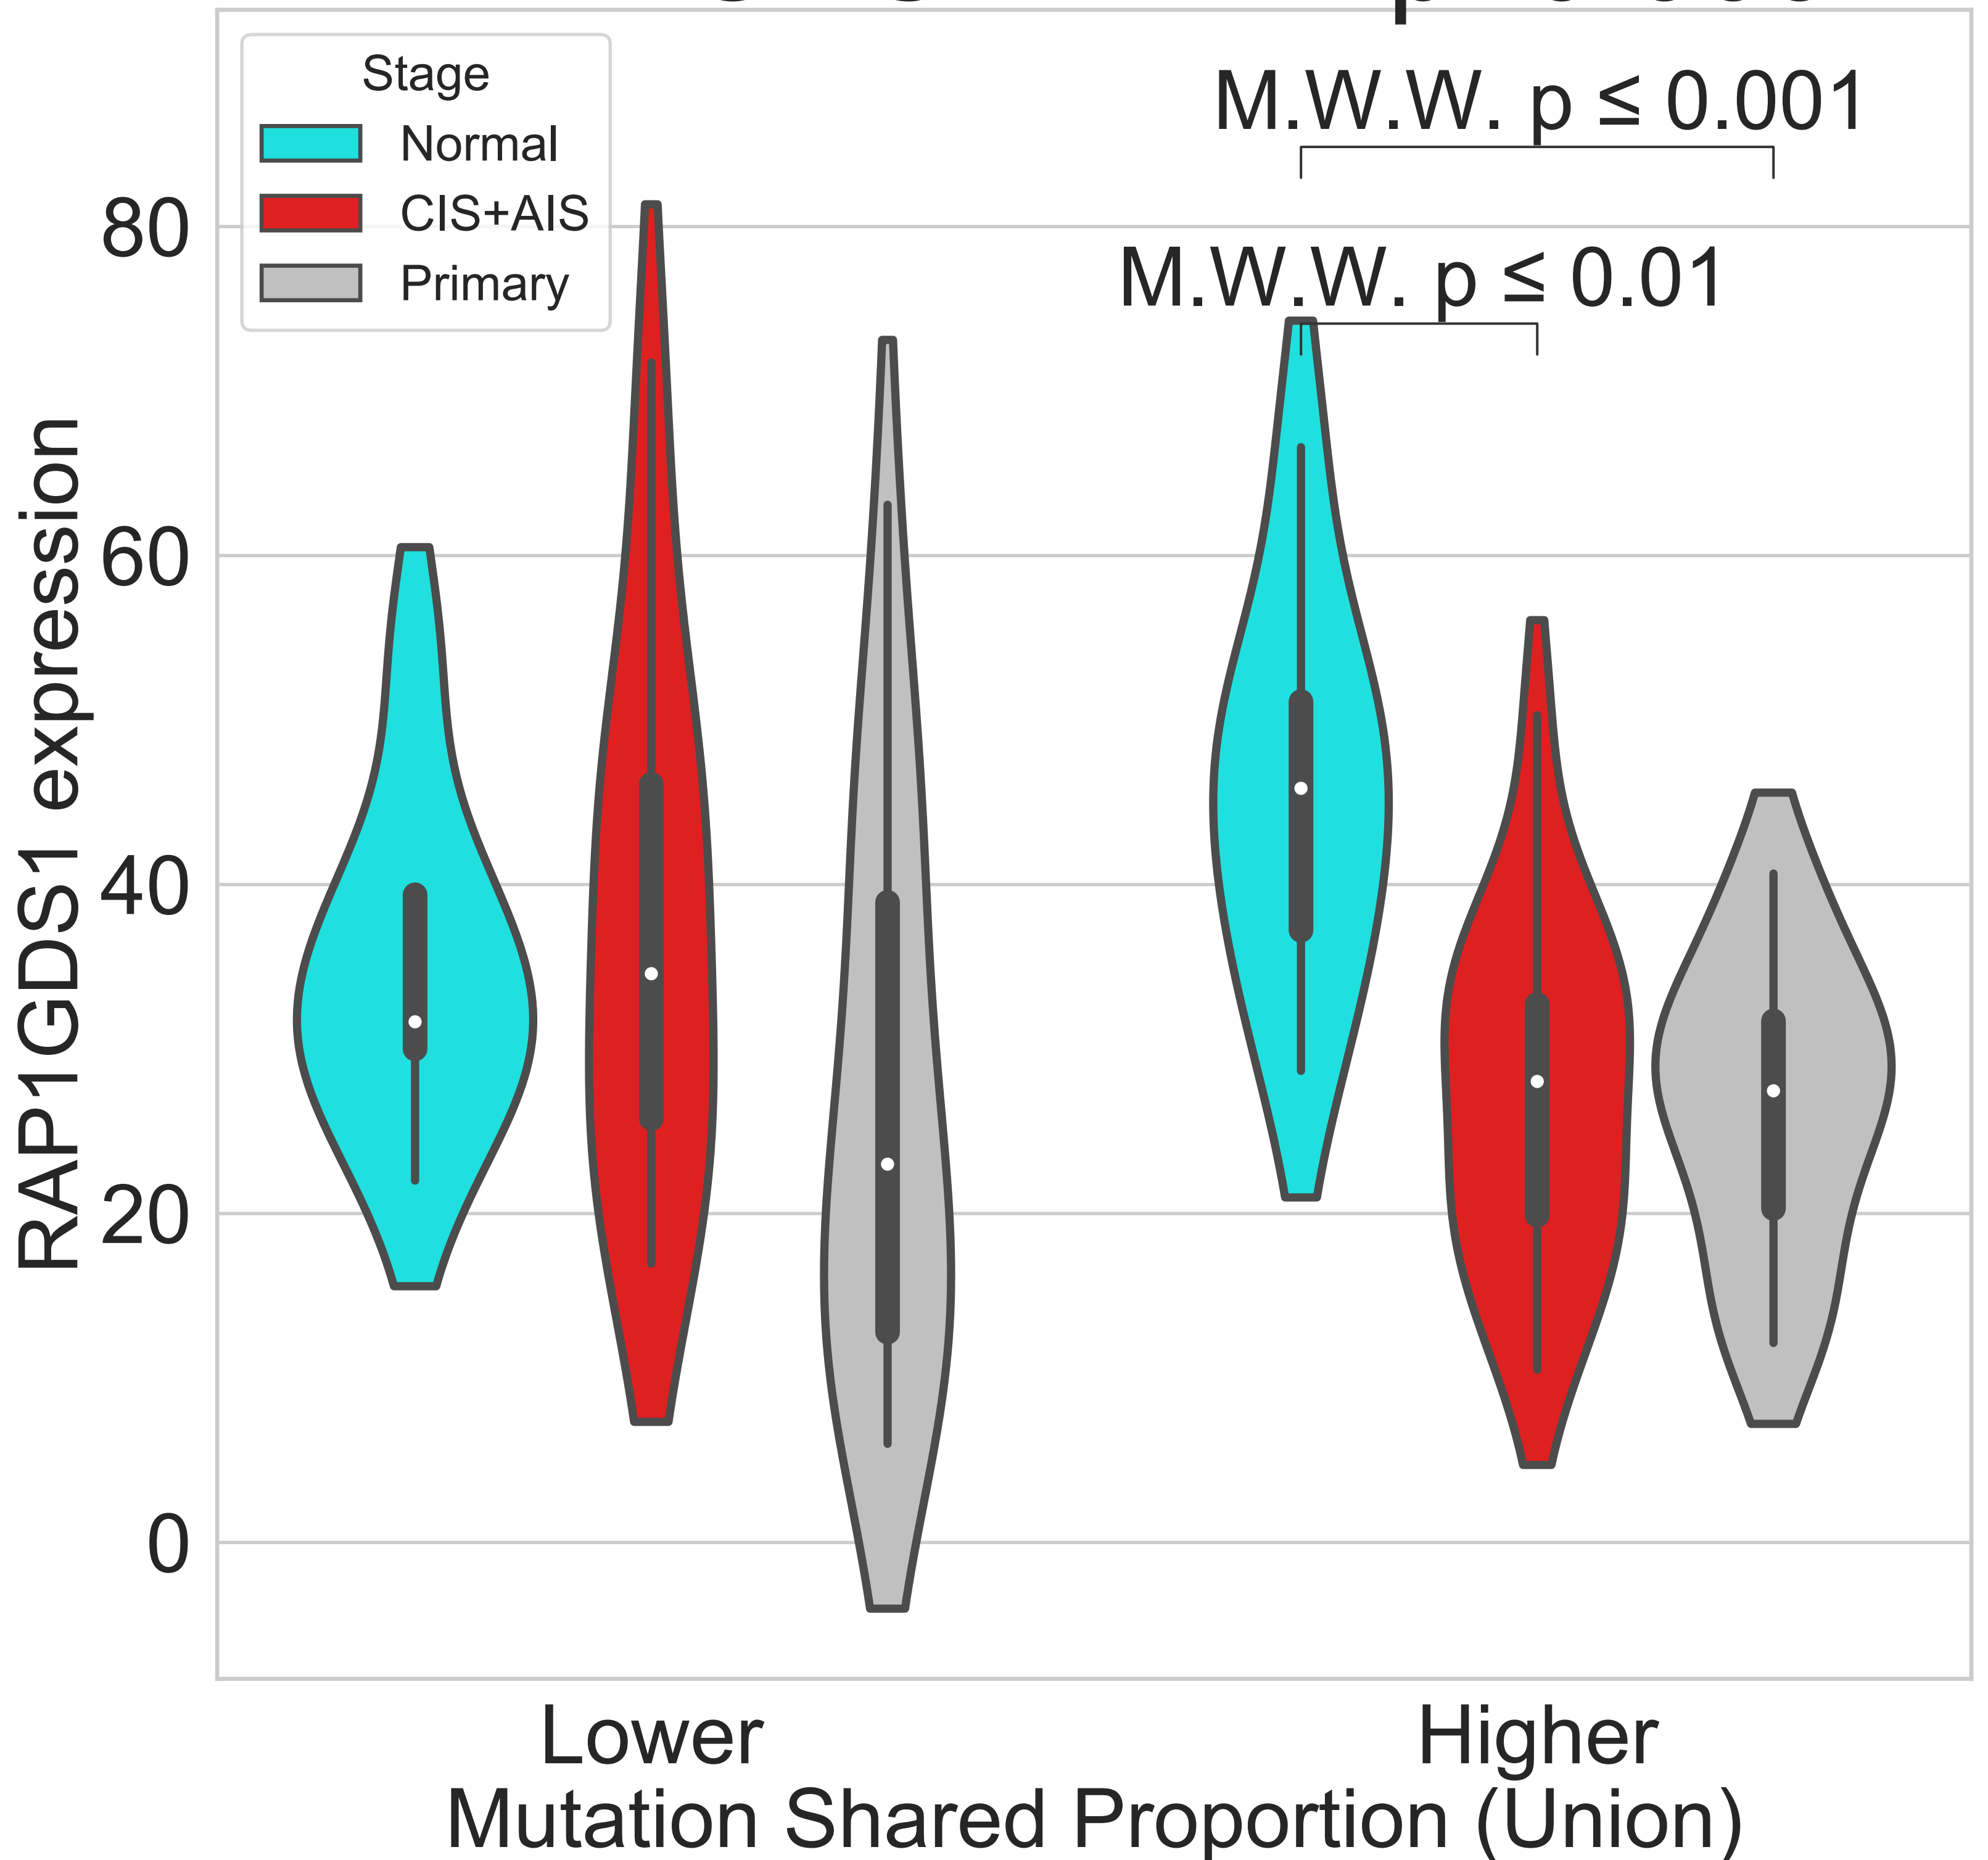 Stage
Normal
CIS+AIS
Primary
M.W.W. p ≤ 0.001
M.W.W. p ≤ 0.01
80
60
40
20
0
RAP1GDS1 expression
Lower
Higher
Mutation Shared Proportion (Union)